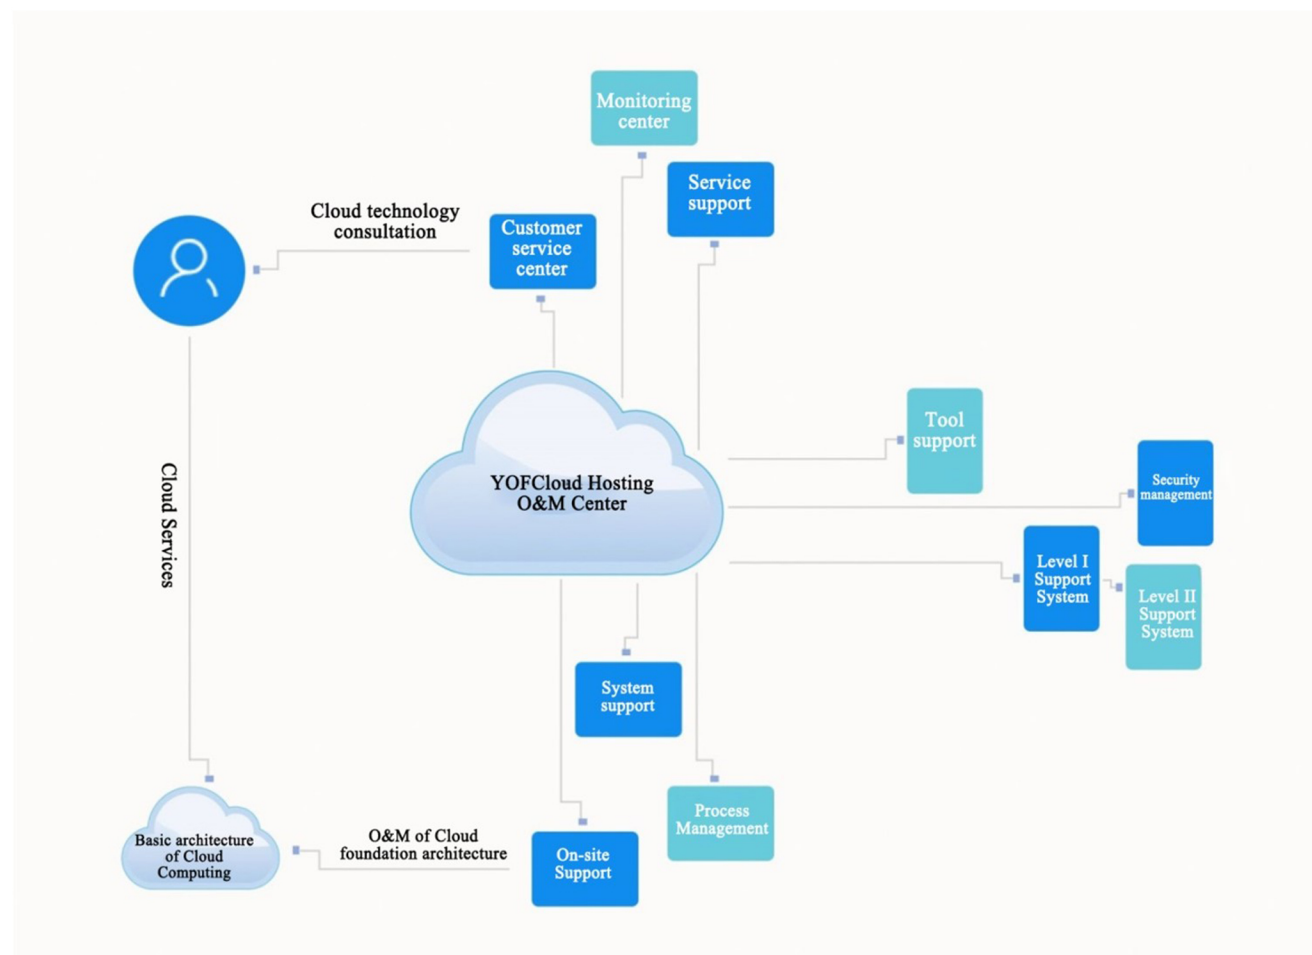 Monitoring
center
Service
support
Cloud technology
consultation
Customer
service
center
Tool
support
Security
management
YOFCloud Hosting
O&M Center
Cloud Services
Level I
Support
System
Level II
Support
System
System
support
Process
Management
Basic architecture
of Cloud
Computing
O&M of Cloud
foundation architecture
On-site
Support